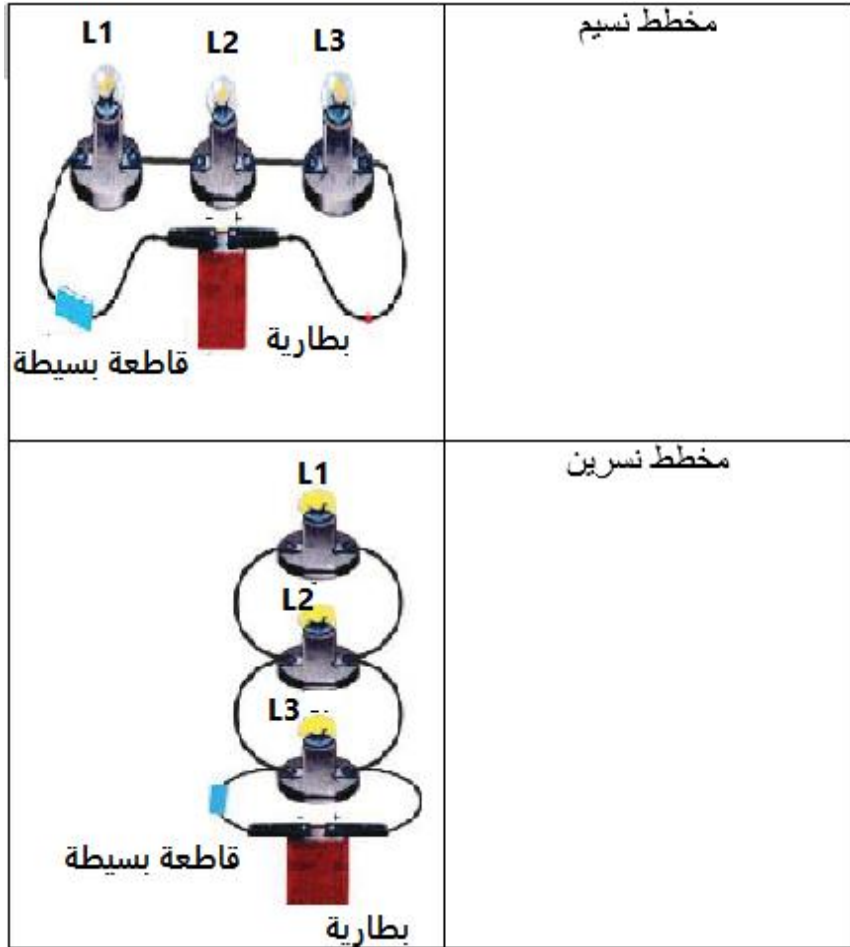 مخطط نسيم
L1 L2 L3
- +
بطارية
قاطعة بسيطة
مخطط نسرين
L1
L2
L3
- +
قاطعة بسيطة
بطارية